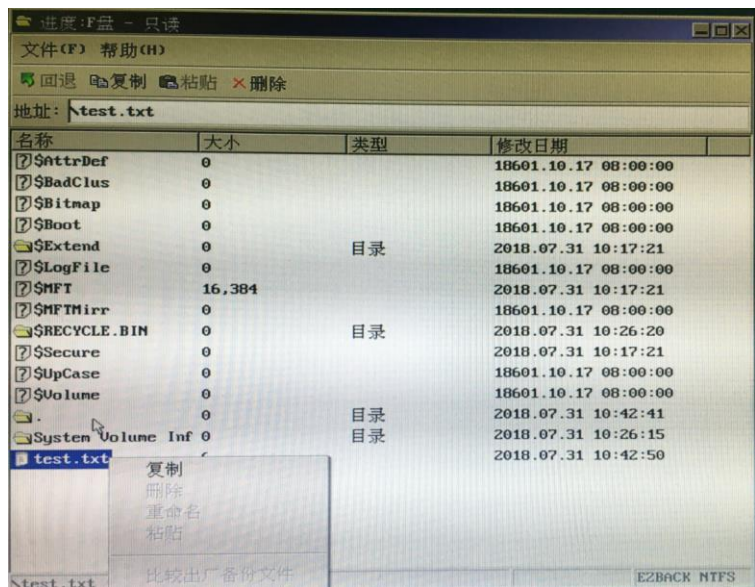 进度:F盘 - 只读
文件(F) 帮助(H)
回退 复制 粘贴 删除
地址: \test.txt
名称 大小 类型 修改日期
$AttrDef 0 18601.10.17 08:00:00
$BadClus 0 18601.10.17 08:00:00
$Bitmap 0 18601.10.17 08:00:00
$Boot 0 18601.10.17 08:00:00
$Extend 0 目录 2018.07.31 10:17:21
$LogFile 0 18601.10.17 08:00:00
$MFT 16,384 2018.07.31 10:17:21
$MFTMirr 0 18601.10.17 08:00:00
$RECYCLE.BIN 0 目录 2018.07.31 10:26:20
$Secure 0 2018.07.31 10:17:21
$UpCase 0 18601.10.17 08:00:00
$Volume 0 18601.10.17 08:00:00
. 0 目录 2018.07.31 10:42:41
System Volume Inf 0 目录 2018.07.31 10:26:15
test.txt 2018.07.31 10:42:50
复制
删除
重命名
粘贴
比较出厂备份文件
\test.txt EZBACK NTFS